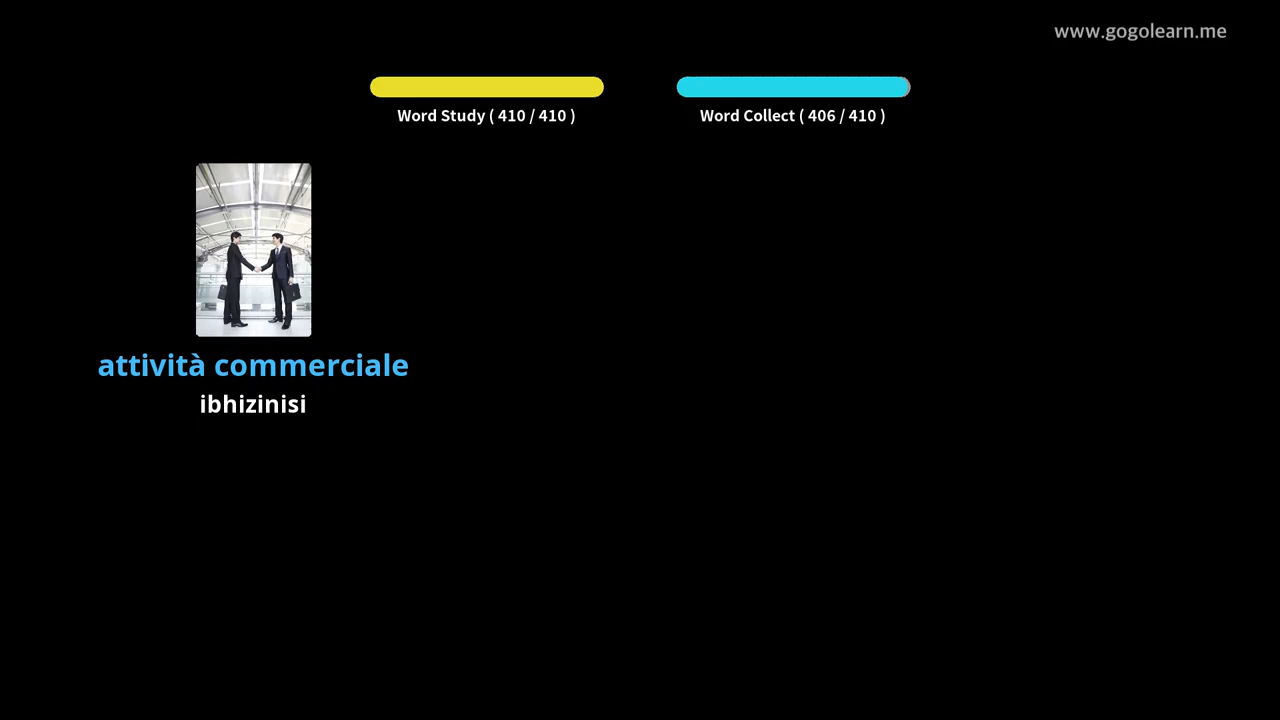 www.gogolearn.me
Word Study ( 410 / 410 )
Word Collect ( 406 / 410 )
attività commerciale
ibhizinisi